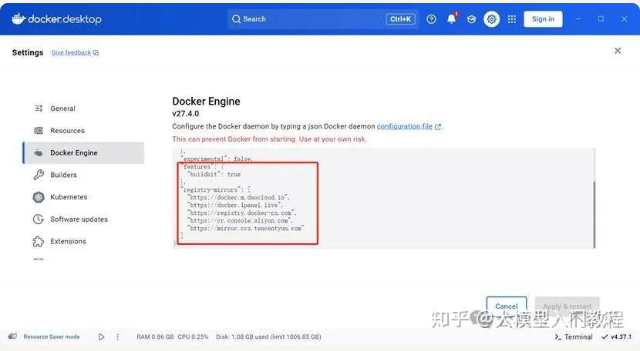 docker.desktop
Search
Ctrl+K
Sign in
Settings
Give feedback
General
Resources
Docker Engine
Builders
Kubernetes
Software updates
Extensions
Docker Engine
v27.4.0
Configure the Docker daemon by typing a json Docker daemon configuration file
This can prevent Docker from starting. Use at your own risk.
},
"experimental": false,
"features": {
"buildkit": true
},
"registry-mirrors": [
"https://docker.m.daocloud.io",
"https://docker.1panel.live",
"https://registry.docker-cn.com",
"https://cr.console.aliyun.com",
"https://mirror.ccs.tencentyun.com"
]
Cancel
Apply & restart
知乎 @大模型入门教程
Resource Saver mode
RAM 0.86 GB CPU 0.25%
Disk: 1.08 GB used (limit 1006.85 GB)
Terminal
v4.37.1